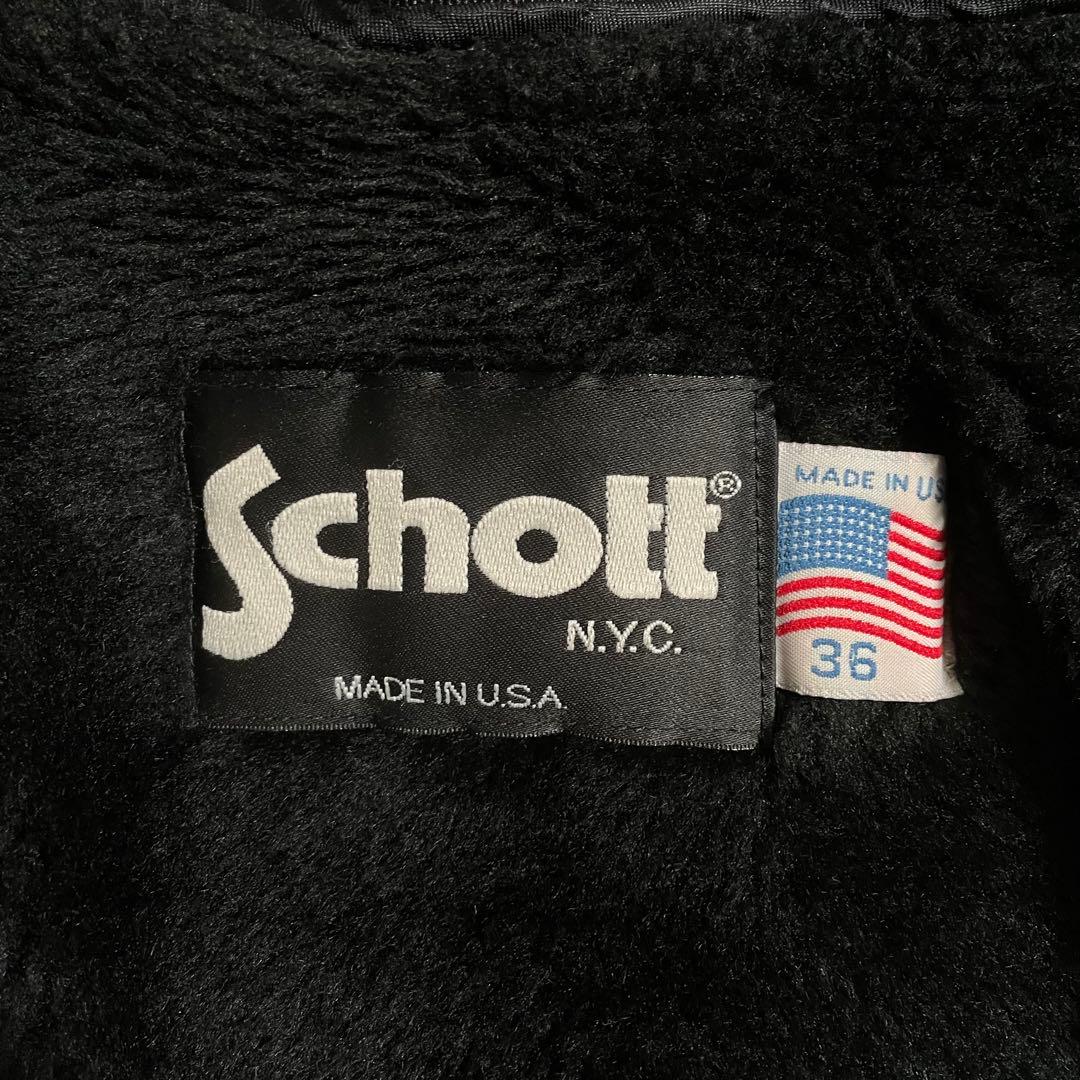 Schott®
N.Y.C.
MADE IN U.S.A.
MADE IN US
36